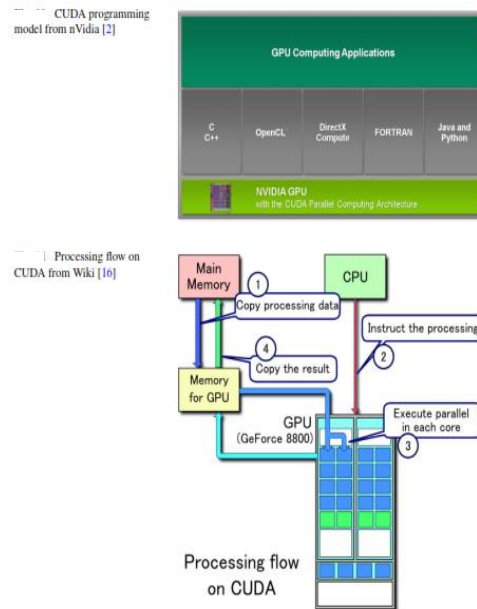 CUDA programming
model from nVidia [2]
GPU Computing Applications
C
C++
OpenCL
DirectX
Compute
FORTRAN
Java and
Python
NVIDIA GPU
with the CUDA Parallel Computing Architecture
Processing flow on
CUDA from Wiki [16]
Main
Memory
CPU
1
Copy processing data
Instruct the processing
2
4
Copy the result
Memory
for GPU
GPU
(GeForce 8800)
Execute parallel
in each core
3
Processing flow
on CUDA